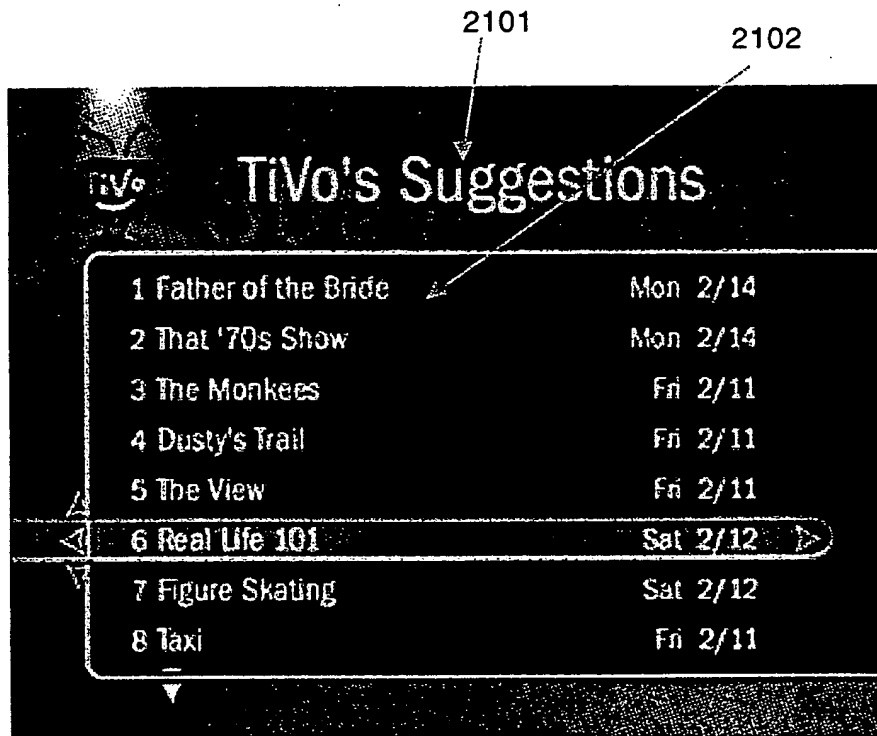 2101
2102
TiVo
TiVo's Suggestions
1 Father of the Bride Mon 2/14
2 That '70s Show Mon 2/14
3 The Monkees Fri 2/11
4 Dusty's Trail Fri 2/11
5 The View Fri 2/11
6 Real Life 101 Sat 2/12
7 Figure Skating Sat 2/12
8 Taxi Fri 2/11